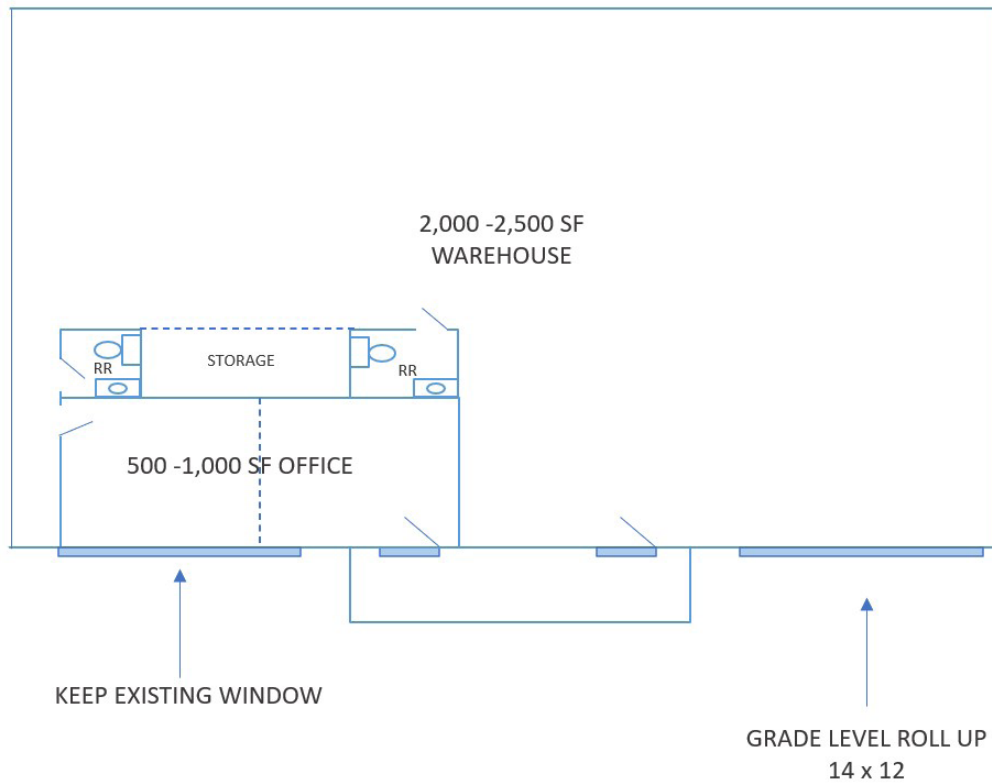 2,000 -2,500 SF
WAREHOUSE
STORAGE
RR
RR
500 -1,000 SF OFFICE
KEEP EXISTING WINDOW
GRADE LEVEL ROLL UP
14 x 12